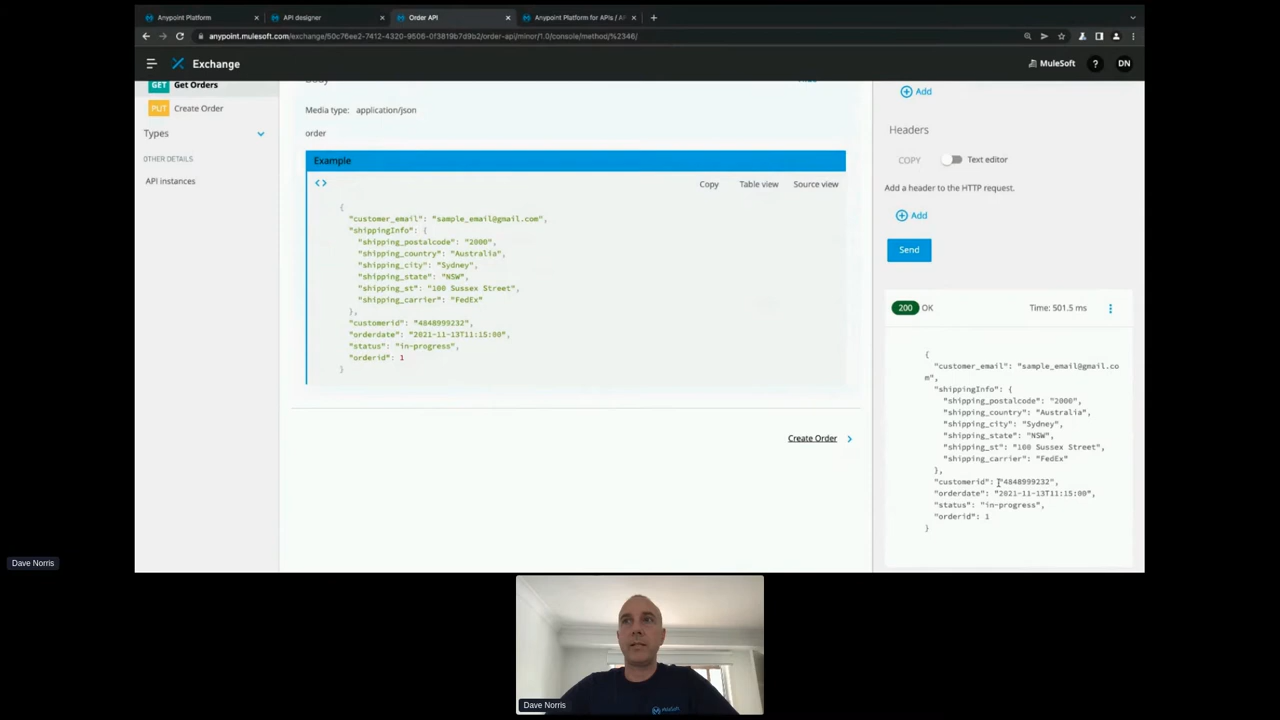 Anypoint Platform
API designer
Order API
Anypoint Platform for APIs / AP
anypoint.mulesoft.com/exchange/50c76ee2-7412-4320-9506-0f3819b7d9b2/order-api/minor/1.0/console/method/%2346/
Exchange
MuleSoft
DN
GET Get Orders
PUT Create Order
Types
OTHER DETAILS
API instances
Media type: application/json
order
Example
Copy
Table view
Source view
{
"customer_email": "sample_email@gmail.com",
"shippingInfo": {
"shipping_postalcode": "2000",
"shipping_country": "Australia",
"shipping_city": "Sydney",
"shipping_state": "NSW",
"shipping_st": "100 Sussex Street",
"shipping_carrier": "FedEx"
},
"customerid": "4848999232",
"orderdate": "2021-11-13T11:15:00",
"status": "in-progress",
"orderid": 1
}
Create Order
Add
Headers
COPY
Text editor
Add a header to the HTTP request.
Add
Send
200 OK
Time: 501.5 ms
{
"customer_email": "sample_email@gmail.co
m",
"shippingInfo": {
"shipping_postalcode": "2000",
"shipping_country": "Australia",
"shipping_city": "Sydney",
"shipping_state": "NSW",
"shipping_st": "100 Sussex Street",
"shipping_carrier": "FedEx"
},
"customerid": "4848999232",
"orderdate": "2021-11-13T11:15:00",
"status": "in-progress",
"orderid": 1
}
Dave Norris
MuleSoft
Dave Norris